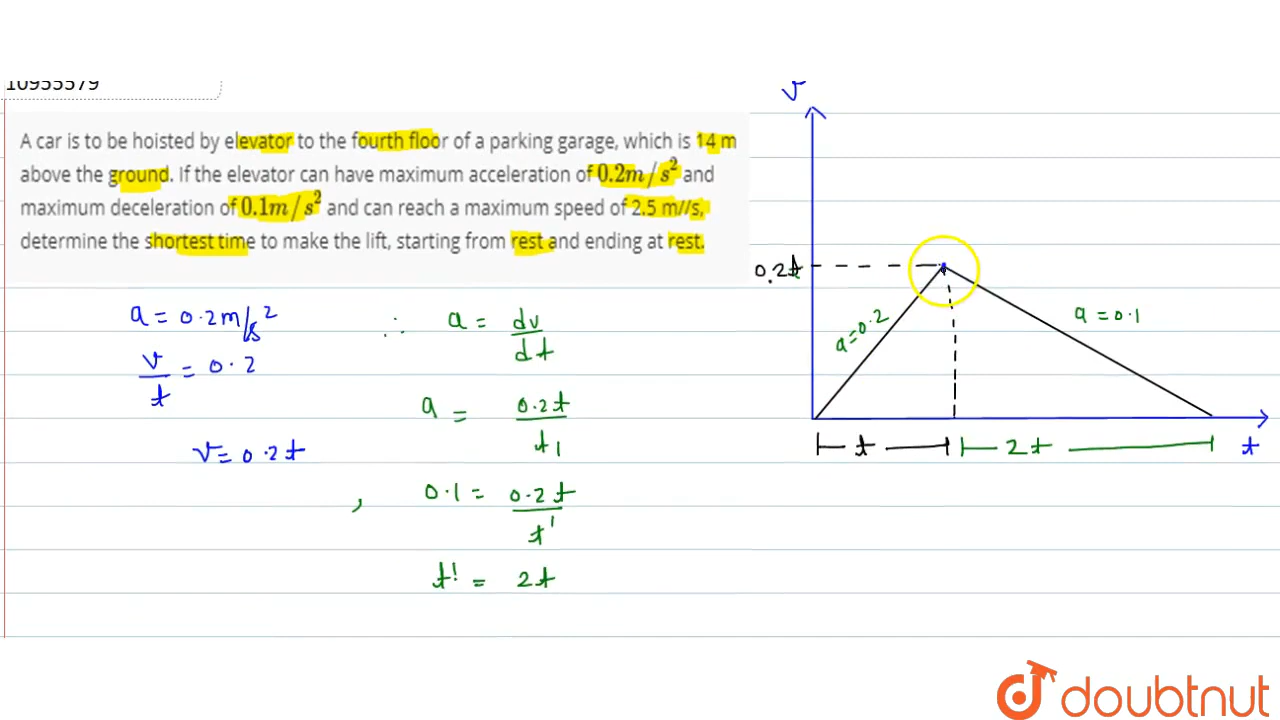 10955579
A car is to be hoisted by elevator to the fourth floor of a parking garage, which is 14 m
above the ground. If the elevator can have maximum acceleration of 0.2m/s²and
maximum deceleration of 0.1m/s² and can reach a maximum speed of 2.5 m//s,
determine the shortest time to make the lift, starting from rest and ending at rest.
a = 0.2m/s²
v/t = 0.2
v = 0.2t
∴ a = dv/dt
a = 0.2t/t₁
, 0.1 = 0.2t/t'
t' = 2t
v
0.2t
a=0.2
a=0.1
t
2t
t
doubtnut